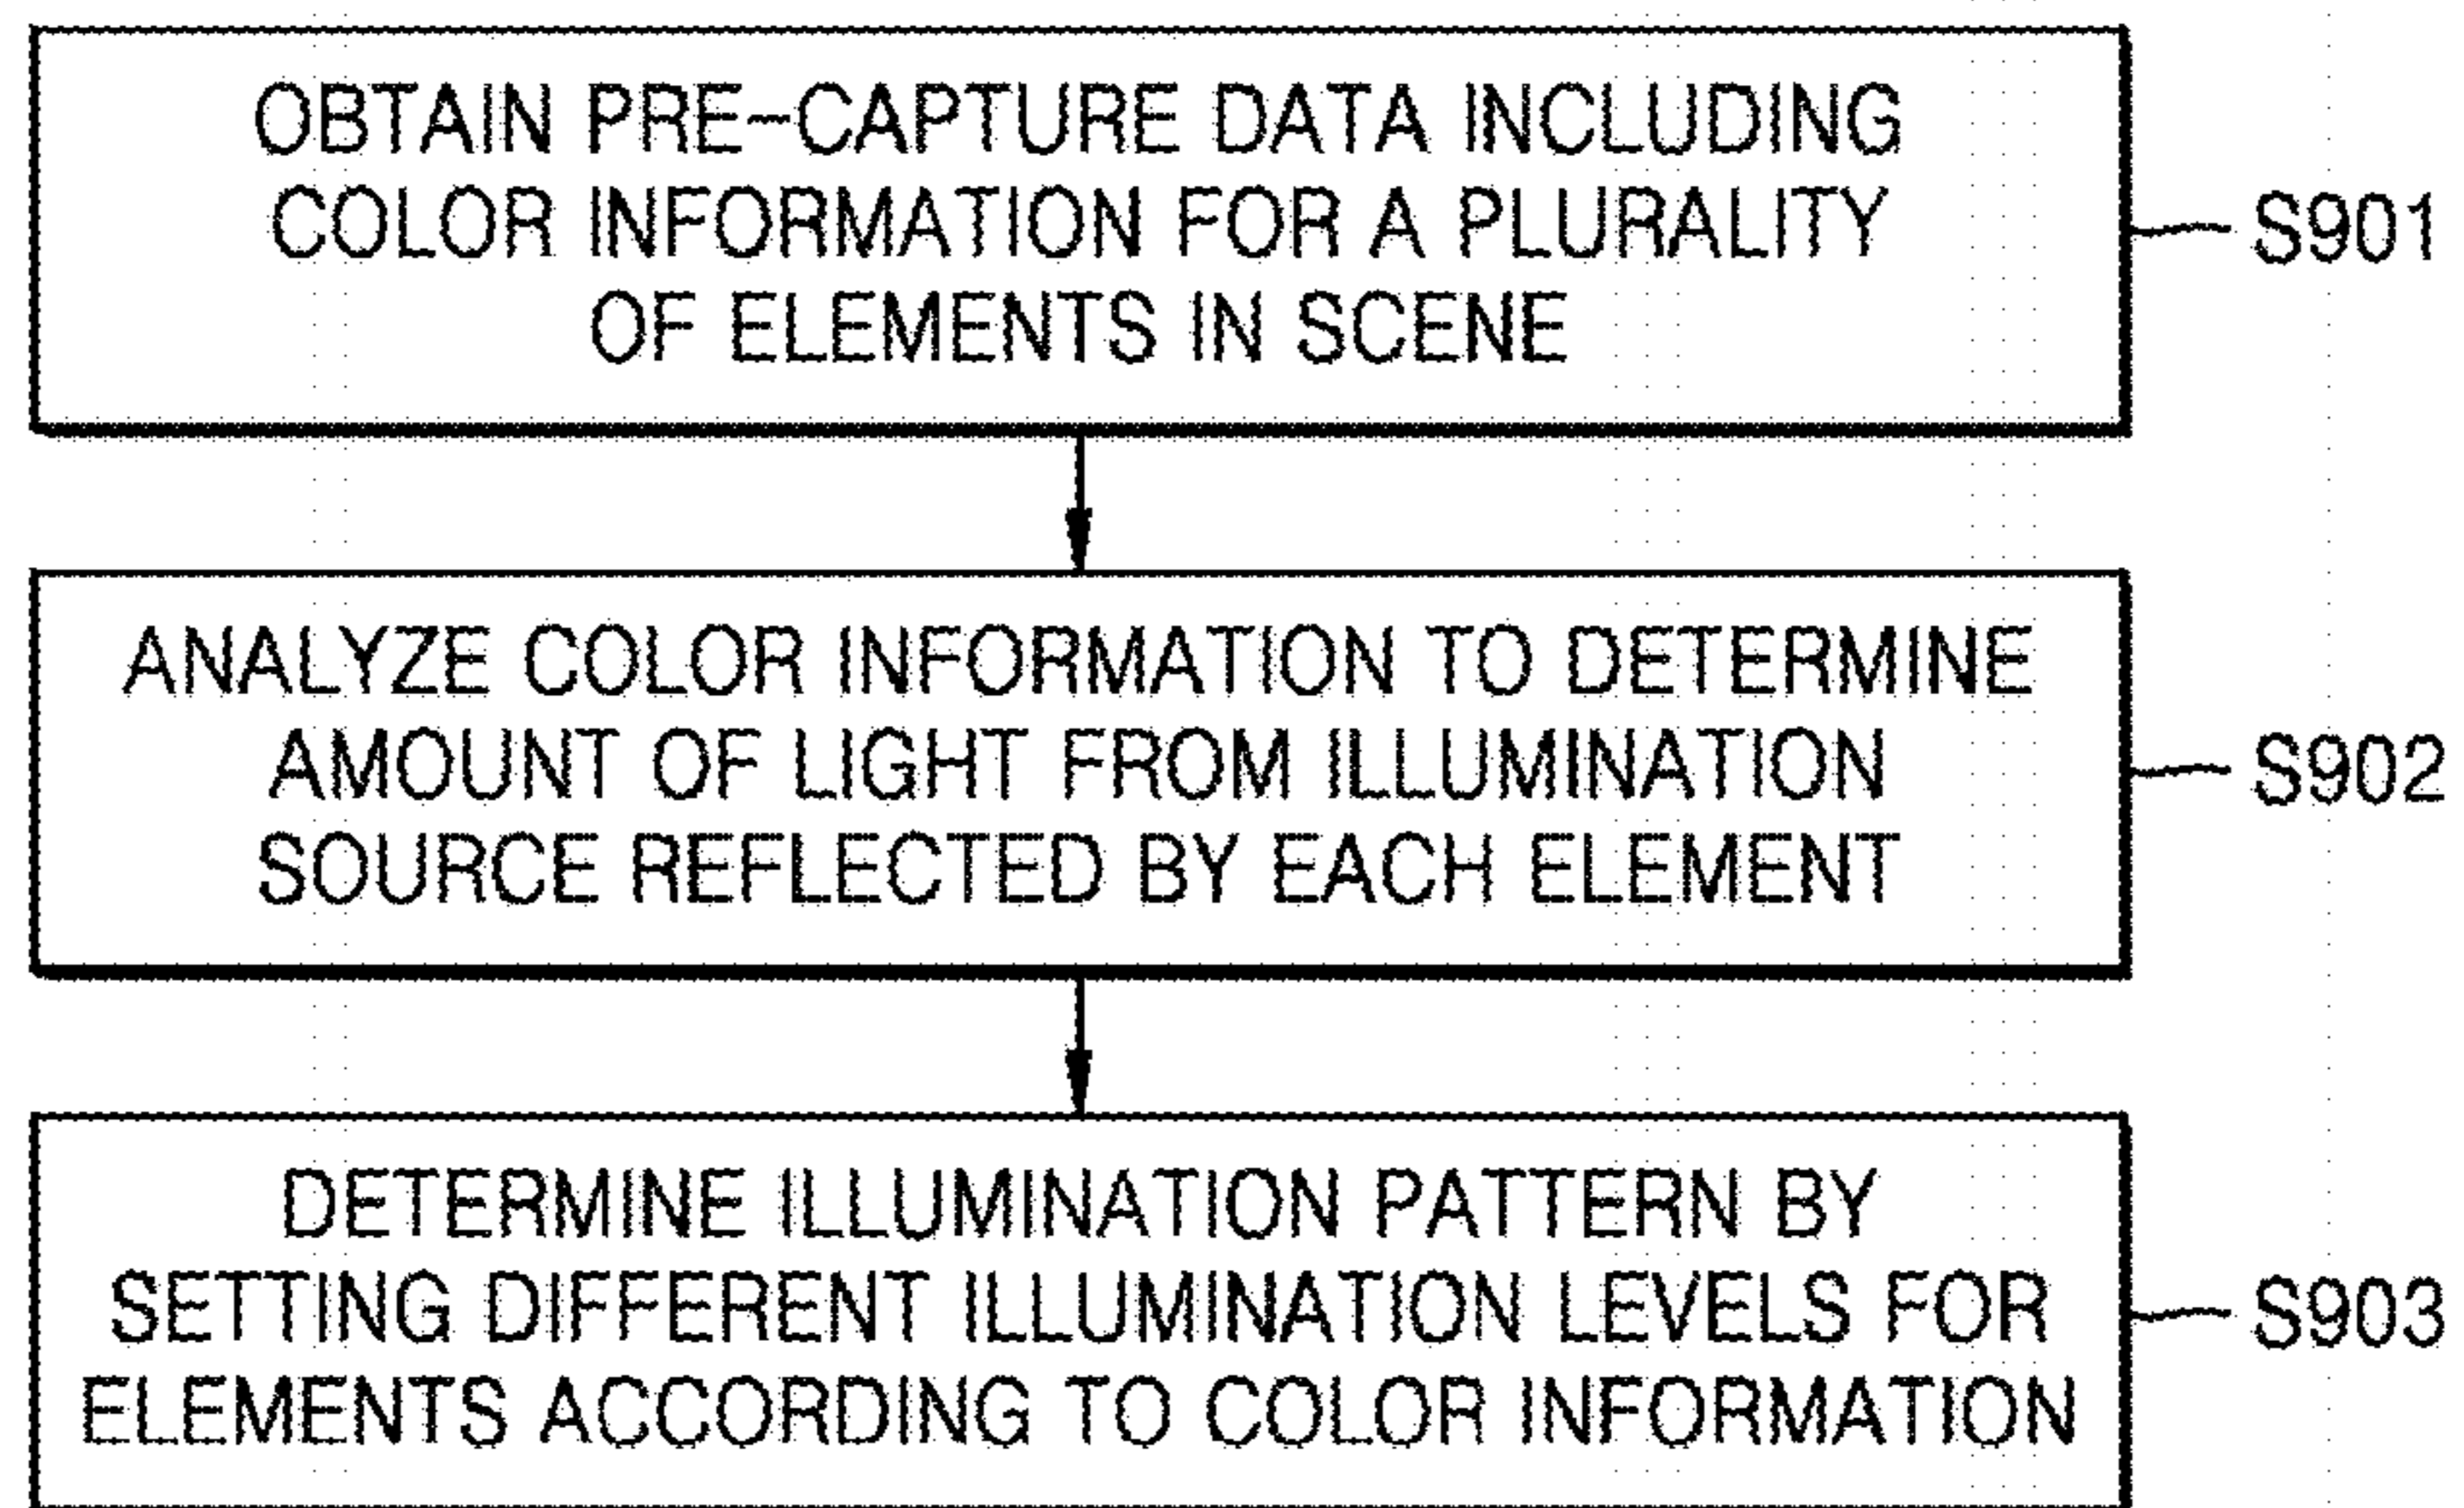 OBTAIN PRE-CAPTURE DATA INCLUDING
COLOR INFORMATION FOR A PLURALITY
OF ELEMENTS IN SCENE
S901
ANALYZE COLOR INFORMATION TO DETERMINE
AMOUNT OF LIGHT FROM ILLUMINATION
SOURCE REFLECTED BY EACH ELEMENT
S902
DETERMINE ILLUMINATION PATTERN BY
SETTING DIFFERENT ILLUMINATION LEVELS FOR
ELEMENTS ACCORDING TO COLOR INFORMATION
S903